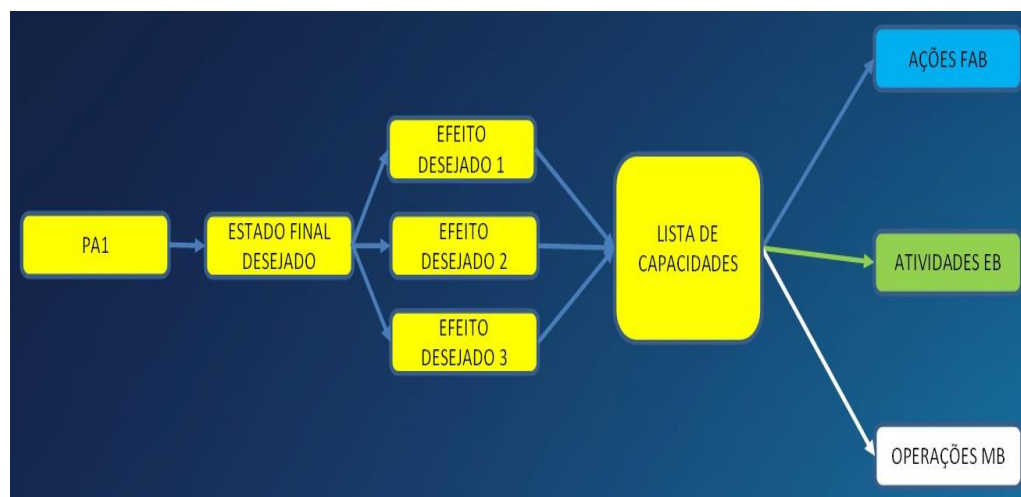 PA1
ESTADO FINAL
DESEJADO
EFEITO
DESEJADO 1
EFEITO
DESEJADO 2
EFEITO
DESEJADO 3
LISTA DE
CAPACIDADES
AÇÕES FAB
ATIVIDADES EB
OPERAÇÕES MB